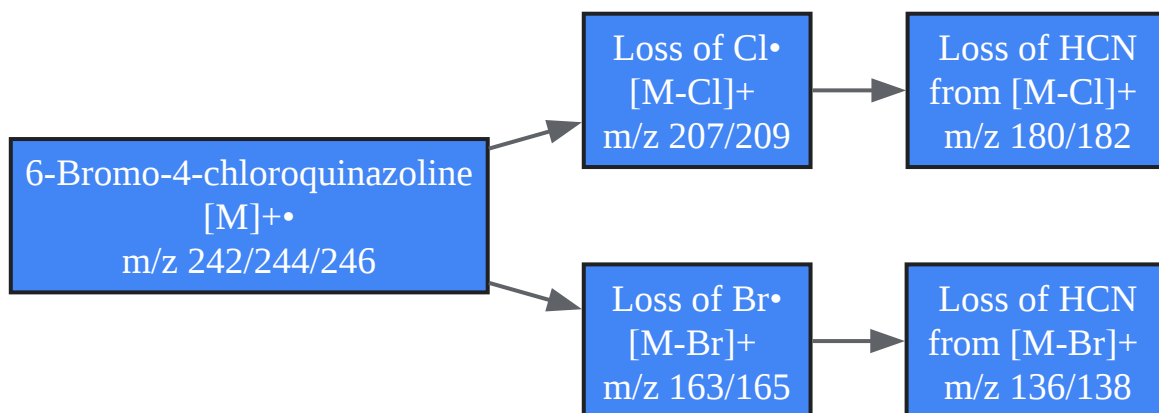 6-Bromo-4-chloroquinazoline
[M]+•
m/z 242/244/246
Loss of Cl•
[M-Cl]+
m/z 207/209
Loss of HCN
from [M-Cl]+
m/z 180/182
Loss of Br•
[M-Br]+
m/z 163/165
Loss of HCN
from [M-Br]+
m/z 136/138